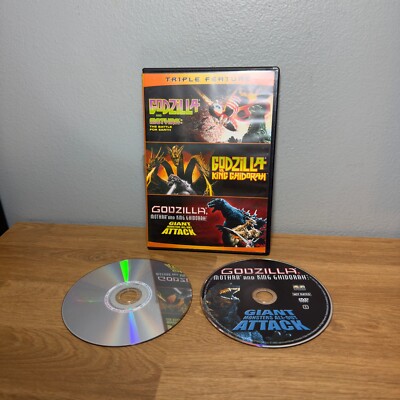 TRIPLE FEATURE
GODZILLA
AND
MOTHRA:
THE BATTLE
FOR EARTH
GODZILLA
VS.
KING GHIDORAH
GODZILLA,
MOTHRA AND KING GHIDORAH:
GIANT
MONSTERS ALL-OUT
ATTACK
GODZILLA,
MOTHRA AND KING GHIDORAH:
DVD
GIANT
MONSTERS ALL-OUT
ATTACK